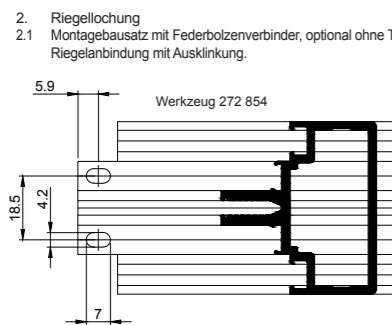 2. Riegellochung
2.1 Montagebausatz mit Federbolzenverbinder, optional ohne
Riegelanbindung mit Ausklinkung.
5.9
Werkzeug 272 854
18.5
4.2
7